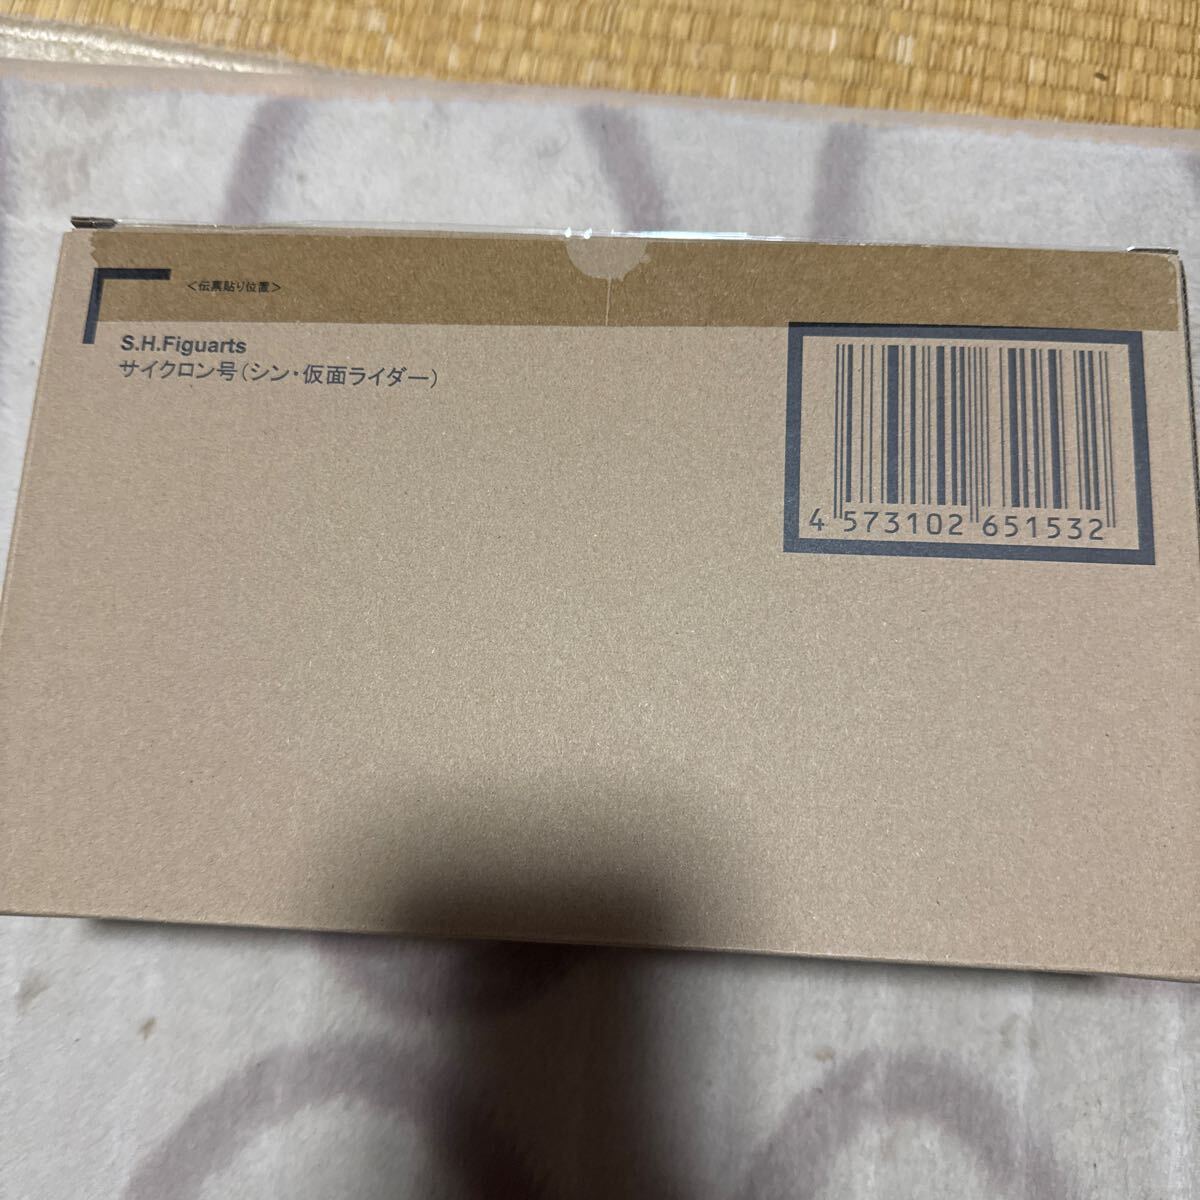 ＜伝票貼り位置＞
S.H.Figuarts
サイクロン号(シン・仮面ライダー)
4 573102 651532